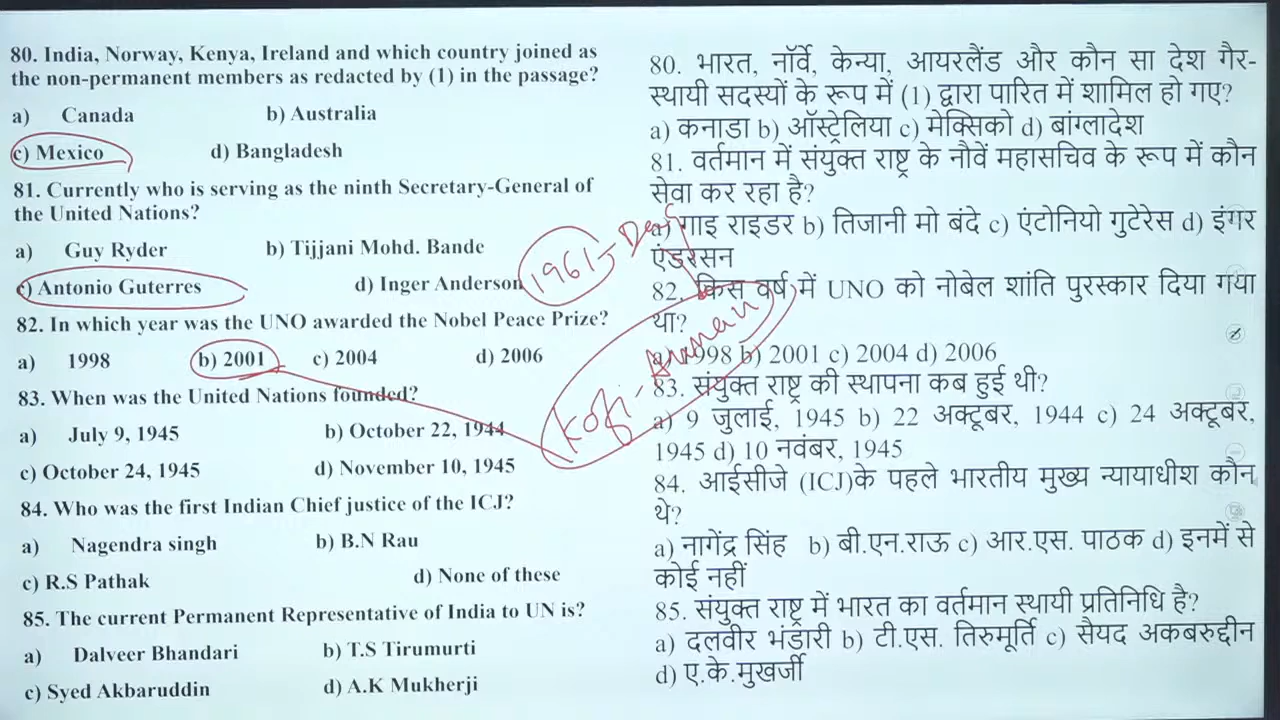 80. India, Norway, Kenya, Ireland and which country joined as
the non-permanent members as redacted by (1) in the passage?
a) Canada b) Australia
c) Mexico d) Bangladesh
81. Currently who is serving as the ninth Secretary-General of
the United Nations?
a) Guy Ryder b) Tijjani Mohd. Bande
c) Antonio Guterres d) Inger Anderson
82. In which year was the UNO awarded the Nobel Peace Prize?
a) 1998 b) 2001 c) 2004 d) 2006
83. When was the United Nations founded?
a) July 9, 1945 b) October 22, 1944
c) October 24, 1945 d) November 10, 1945
84. Who was the first Indian Chief justice of the ICJ?
a) Nagendra singh b) B.N Rau
c) R.S Pathak d) None of these
85. The current Permanent Representative of India to UN is?
a) Dalveer Bhandari b) T.S Tirumurti
c) Syed Akbaruddin d) A.K Mukherji
80. भारत, नॉर्वे, केन्या, आयरलैंड और कौन सा देश गैर-
स्थायी सदस्यों के रूप में (1) द्वारा पारित में शामिल हो गए?
a) कनाडा b) ऑस्ट्रेलिया c) मेक्सिको d) बांग्लादेश
81. वर्तमान में संयुक्त राष्ट्र के नौवें महासचिव के रूप में कौन
सेवा कर रहा है?
a) गाइ राइडर b) तिजानी मो बंदे c) एंटोनियो गुटेरेस d) इंगर
एंडरसन
82. किस वर्ष में UNO को नोबेल शांति पुरस्कार दिया गया
था?
a) 1998 b) 2001 c) 2004 d) 2006
83. संयुक्त राष्ट्र की स्थापना कब हुई थी?
a) 9 जुलाई, 1945 b) 22 अक्टूबर, 1944 c) 24 अक्टूबर,
1945 d) 10 नवंबर, 1945
84. आईसीजे (ICJ)के पहले भारतीय मुख्य न्यायाधीश कौन
थे?
a) नागेंद्र सिंह b) बी.एन.राऊ c) आर.एस. पाठक d) इनमें से
कोई नहीं
85. संयुक्त राष्ट्र में भारत का वर्तमान स्थायी प्रतिनिधि है?
a) दलवीर भंडारी b) टी.एस. तिरुमूर्ति c) सैयद अकबरुद्दीन
d) ए.के.मुखर्जी
1961 -
Kofi - Annan